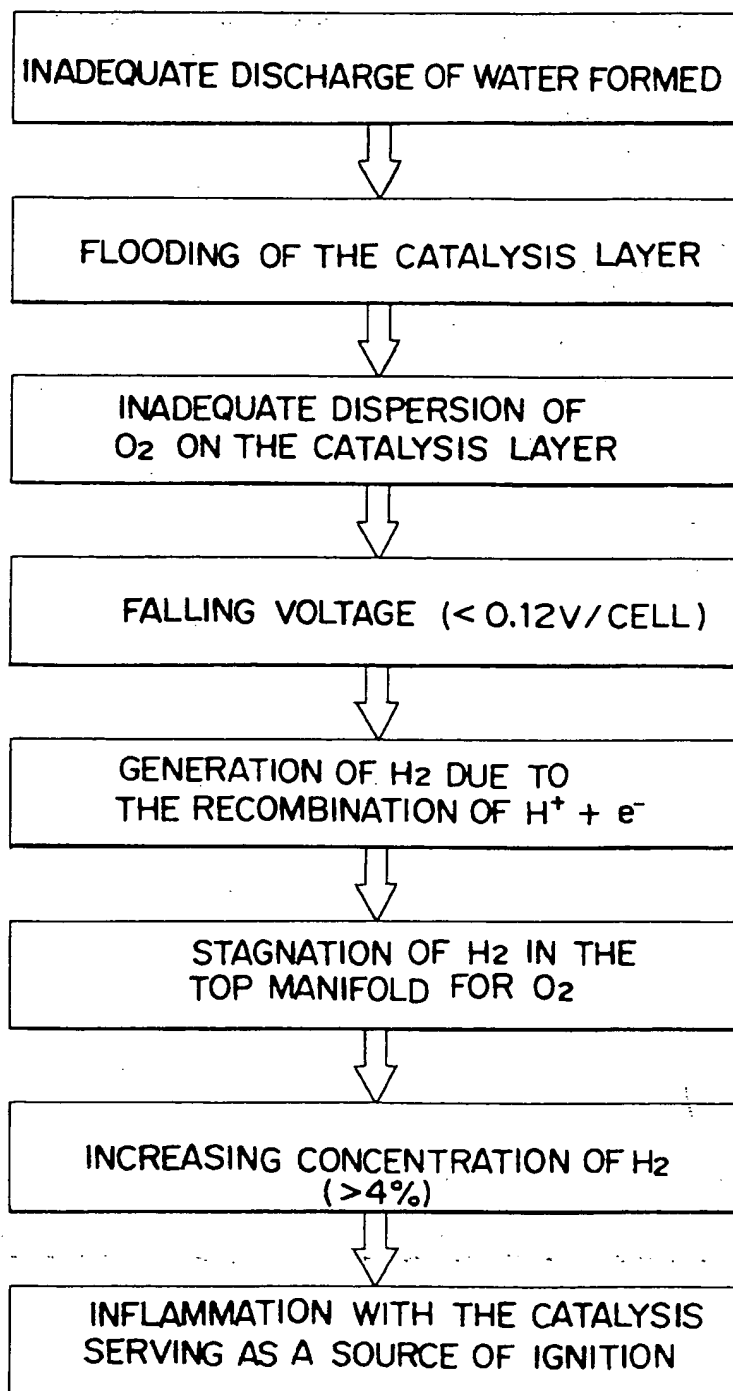 INADEQUATE DISCHARGE OF WATER FORMED
FLOODING OF THE CATALYSIS LAYER
INADEQUATE DISPERSION OF
O2 ON THE CATALYSIS LAYER
FALLING VOLTAGE (< 0.12V/CELL)
GENERATION OF H2 DUE TO
THE RECOMBINATION OF H⁺ + e⁻
STAGNATION OF H2 IN THE
TOP MANIFOLD FOR O2
INCREASING CONCENTRATION OF H2
(>4%)
INFLAMMATION WITH THE CATALYSIS
SERVING AS A SOURCE OF IGNITION